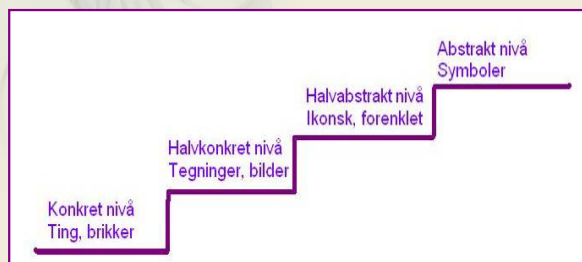 Abstrakt nivå
Symboler
Halvabstrakt nivå
Ikonsk, forenklet
Halvkonkret nivå
Tegninger, bilder
Konkret nivå
Ting, brikker